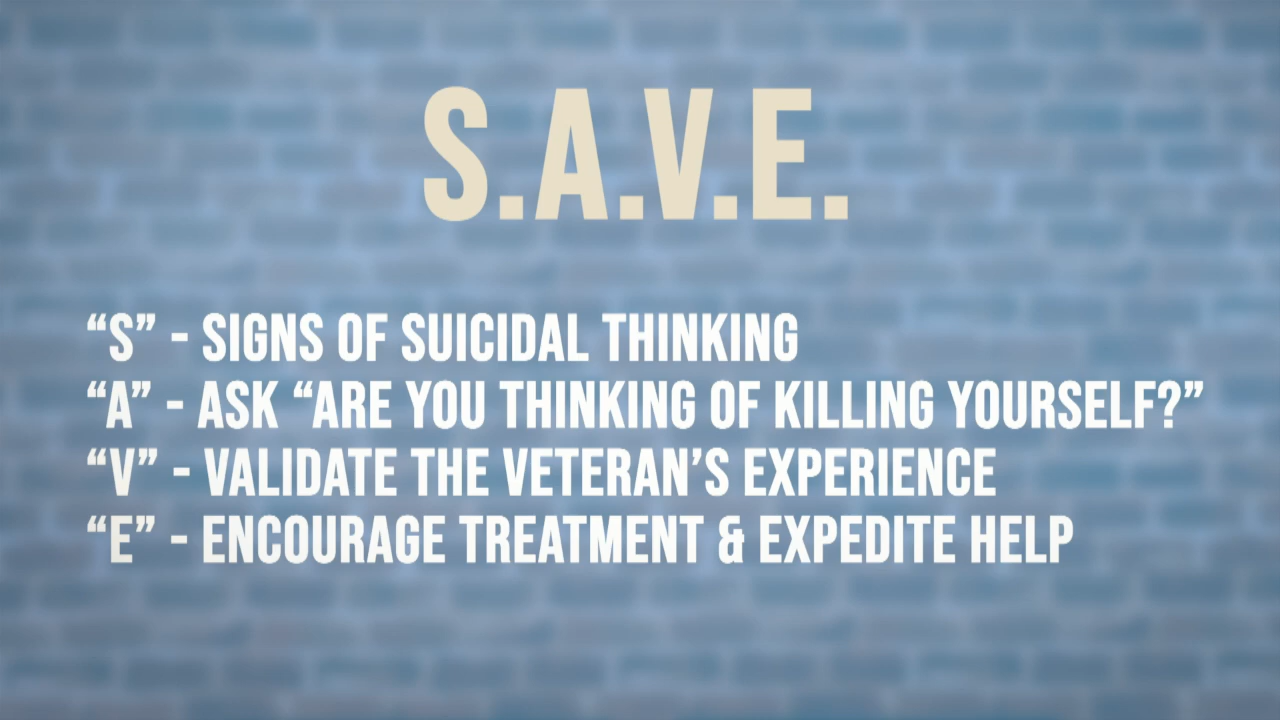 S.A.V.E.
“S” - SIGNS OF SUICIDAL THINKING
“A” - ASK “ARE YOU THINKING OF KILLING YOURSELF?”
“V” - VALIDATE THE VETERAN’S EXPERIENCE
“E” - ENCOURAGE TREATMENT & EXPEDITE HELP